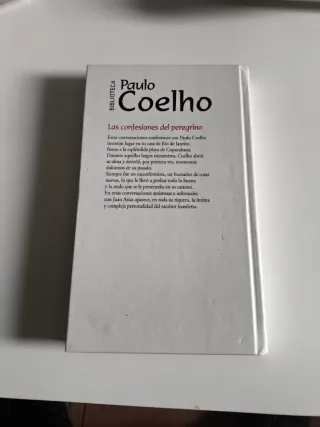 BIBLIOTECA
Paulo
Coelho
Las confesiones del peregrino
Estas conversaciones-confesiones con Paulo Coelho
tuvieron lugar en su casa de Río de Janeiro,
frente a la espléndida playa de Copacabana.
Durante aquellos largos encuentros, Coelho abrió
su alma y desveló, por primera vez, momentos
dolorosos de su pasado.
Siempre fue un inconformista, un buscador de cosas
nuevas, lo que le llevó a probar todo lo bueno
y lo malo que se le presentaba en su camino.
En estas conversaciones amistosas e informales
con Juan Arias aparece, en toda su riqueza, la íntima
y compleja personalidad del escritor brasileño.